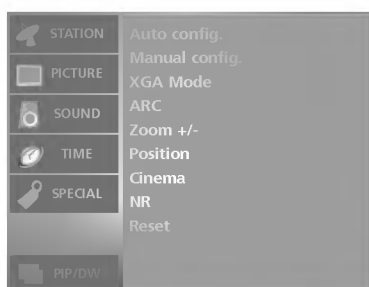 STATION
PICTURE
SOUND
TIME
SPECIAL
PIP/DW
Auto config.
Manual config.
XGA Mode
ARC
Zoom +/-
Position
Cinema
NR
Reset